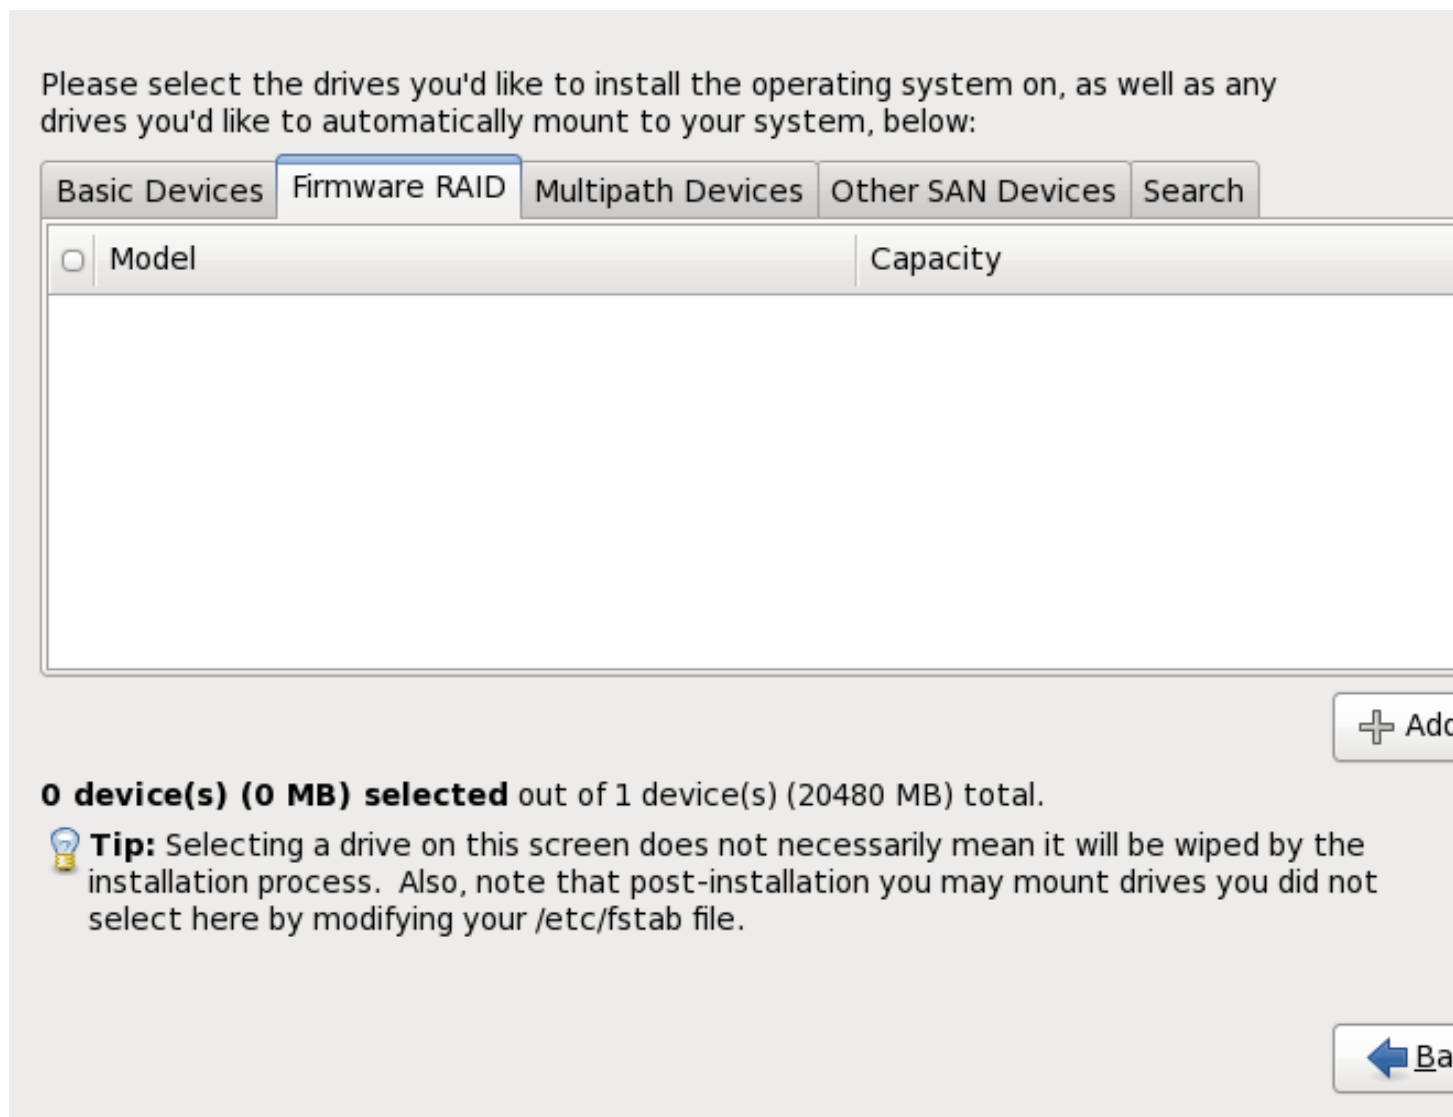 Please select the drives you'd like to install the operating system on, as well as any
drives you'd like to automatically mount to your system, below:
Basic Devices Firmware RAID Multipath Devices Other SAN Devices Search
Model Capacity
Add
0 device(s) (0 MB) selected out of 1 device(s) (20480 MB) total.
Tip: Selecting a drive on this screen does not necessarily mean it will be wiped by the
installation process.  Also, note that post-installation you may mount drives you did not
select here by modifying your /etc/fstab file.
Ba